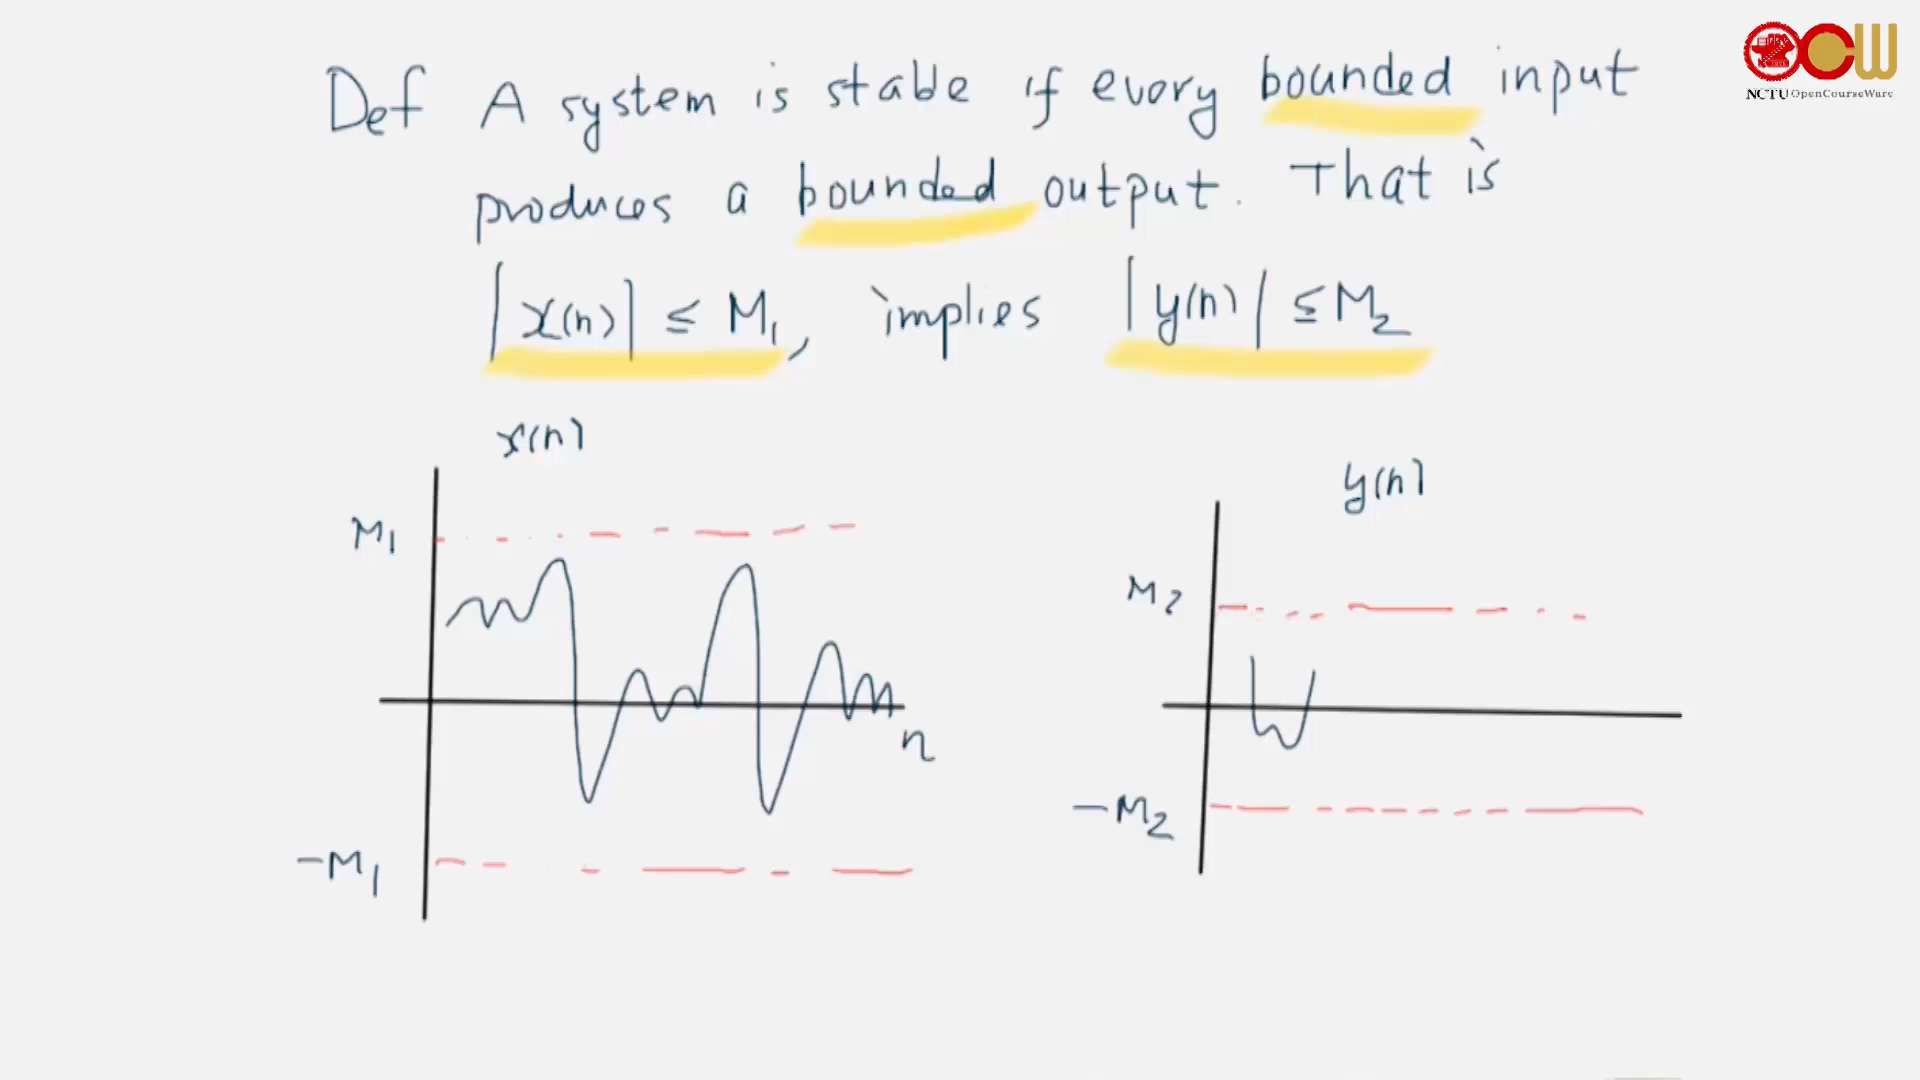 OCW
NCTU OpenCourseWare
Def A system is stable if every bounded input
produces a bounded output. That is
|x(n)| ≤ M₁, implies |y(n)| ≤ M₂
x(n)
y(n)
M₁
M₂
n
-M₂
-M₁